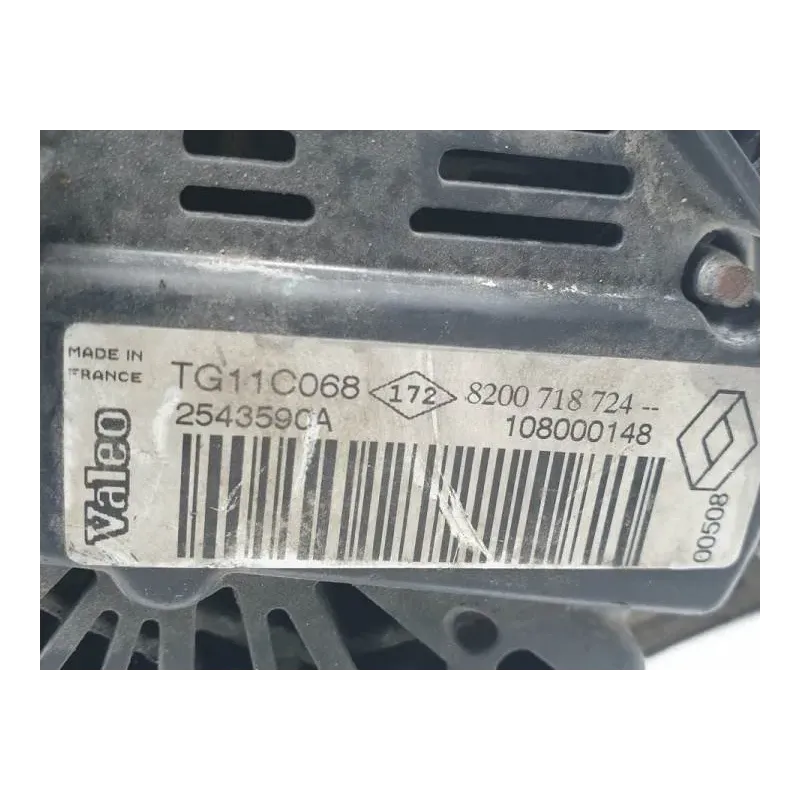 MADE IN
FRANCE
Valeo
TG11C068 172 8200 718 724 --
2543590A 108000148
00508